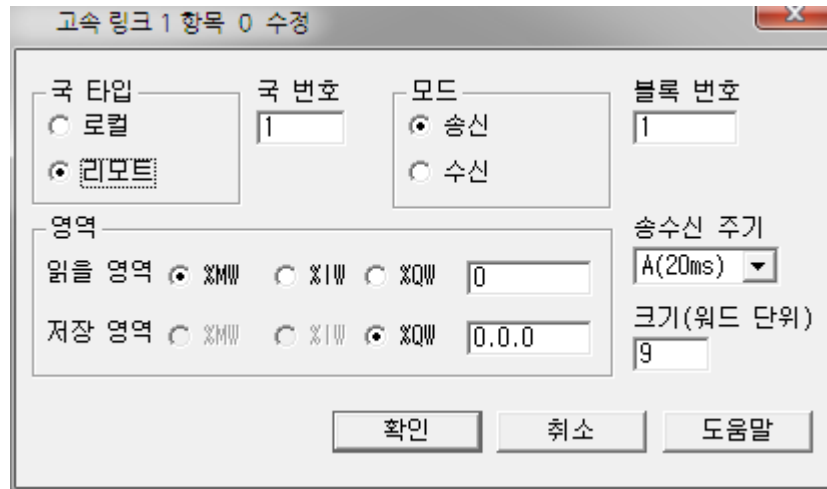 고속 링크 1 항목 0 수정
국 타입 국 번호 모드 블록 번호
로컬 1 송신 1
리모트 수신
영역 송수신 주기
읽을 영역 %MW %IW %QW 0 A(20ms)
크기(워드 단위)
저장 영역 %MW %IW %QW 0.0.0 9
확인 취소 도움말